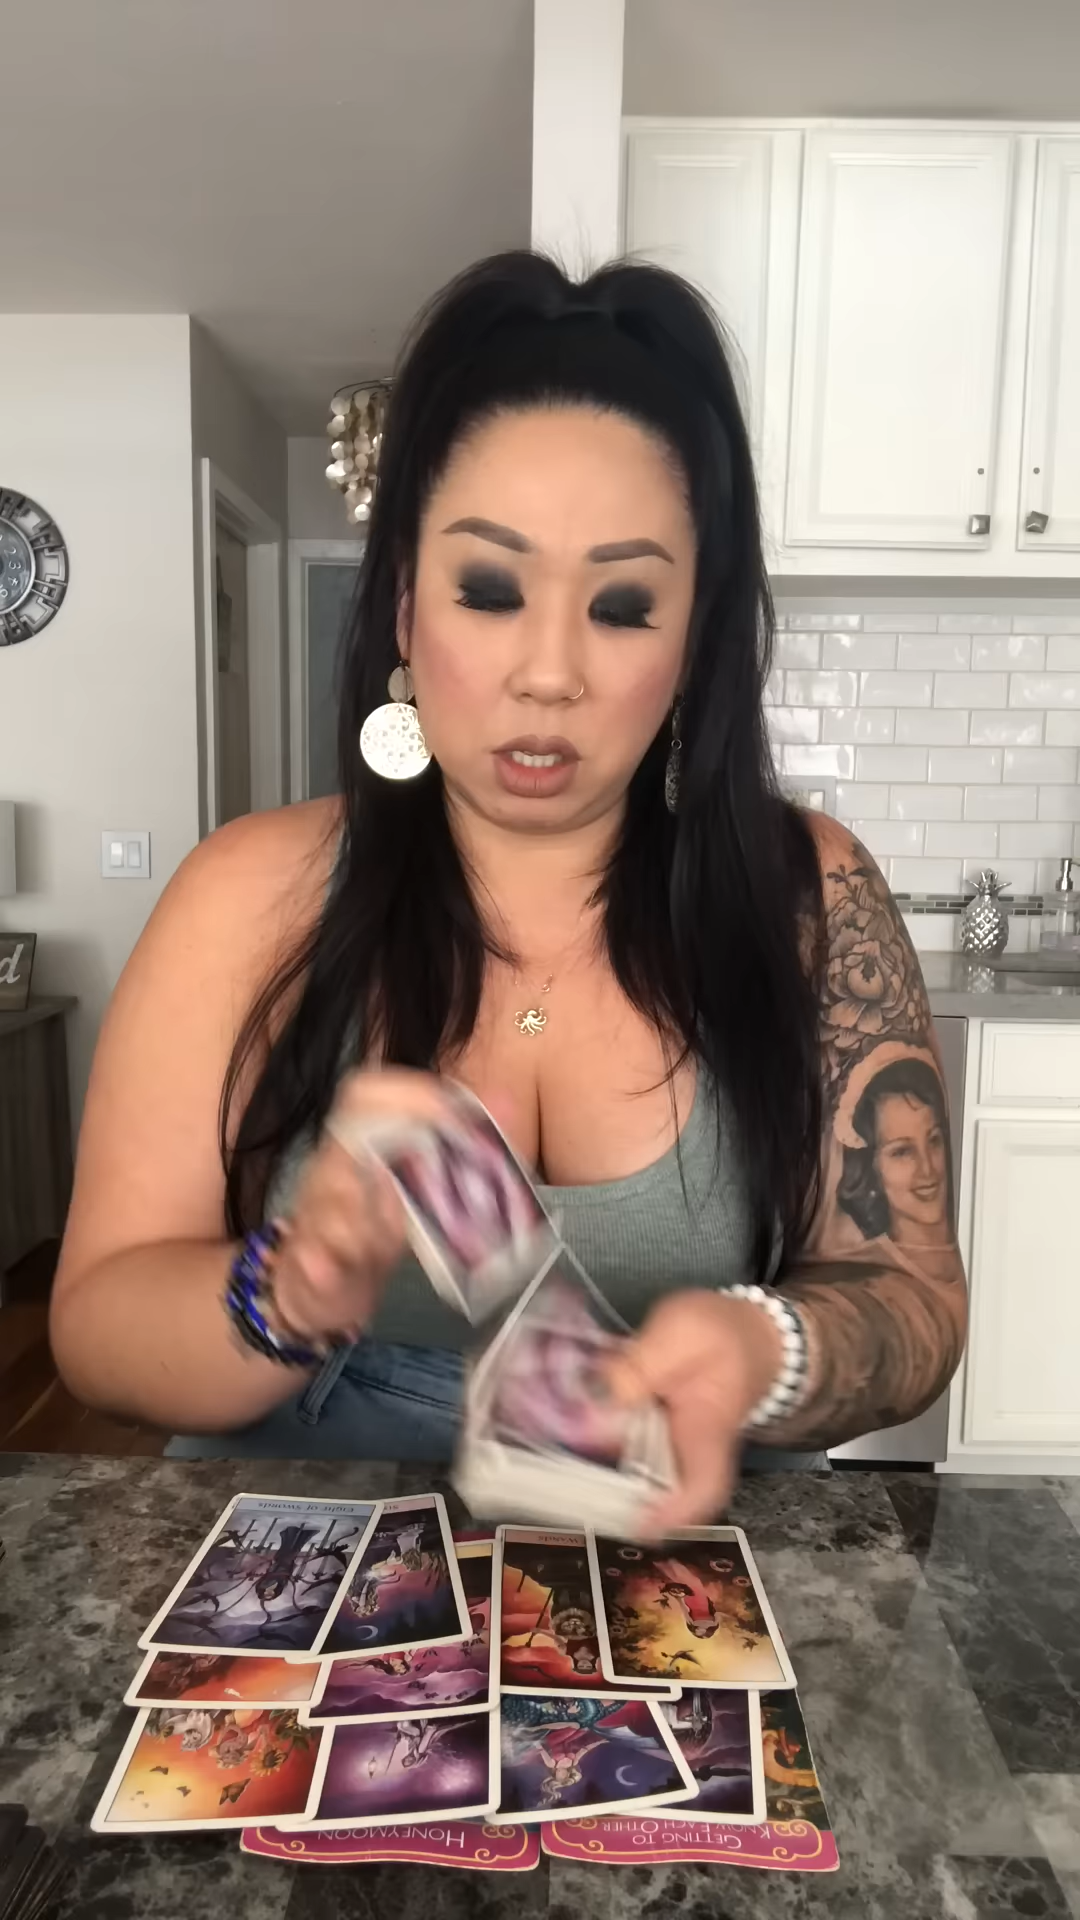 Eight of Swords
Wands
HONEYMOON
GETTING TO
KNOW EACH OTHER
d